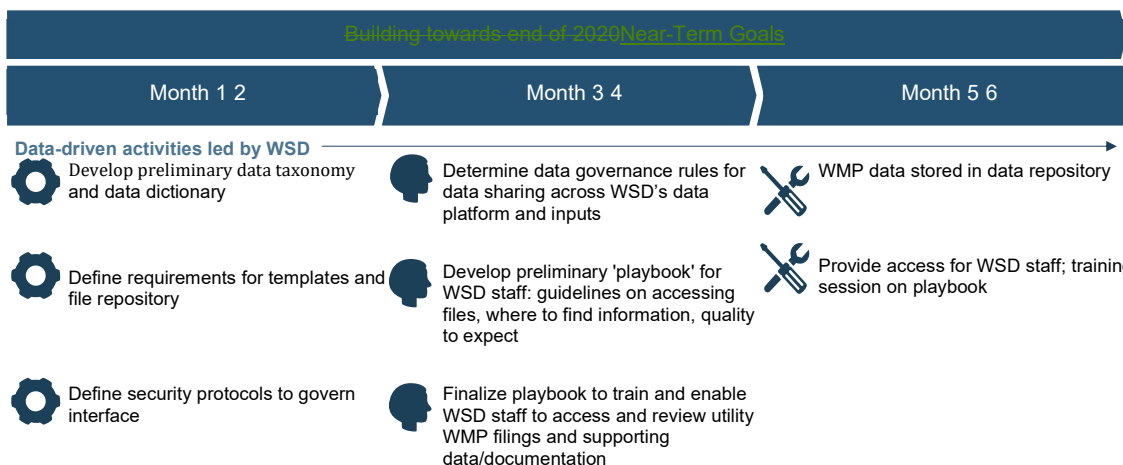 Building towards end of 2020Near-Term Goals
Month 1 2
Month 3 4
Month 5 6
Data-driven activities led by WSD
Develop preliminary data taxonomy
and data dictionary
Define requirements for templates and
file repository
Define security protocols to govern
interface
Determine data governance rules for
data sharing across WSD's data
platform and inputs
Develop preliminary 'playbook' for
WSD staff: guidelines on accessing
files, where to find information, quality
to expect
Finalize playbook to train and enable
WSD staff to access and review utility
WMP filings and supporting
data/documentation
WMP data stored in data repository
Provide access for WSD staff; training
session on playbook